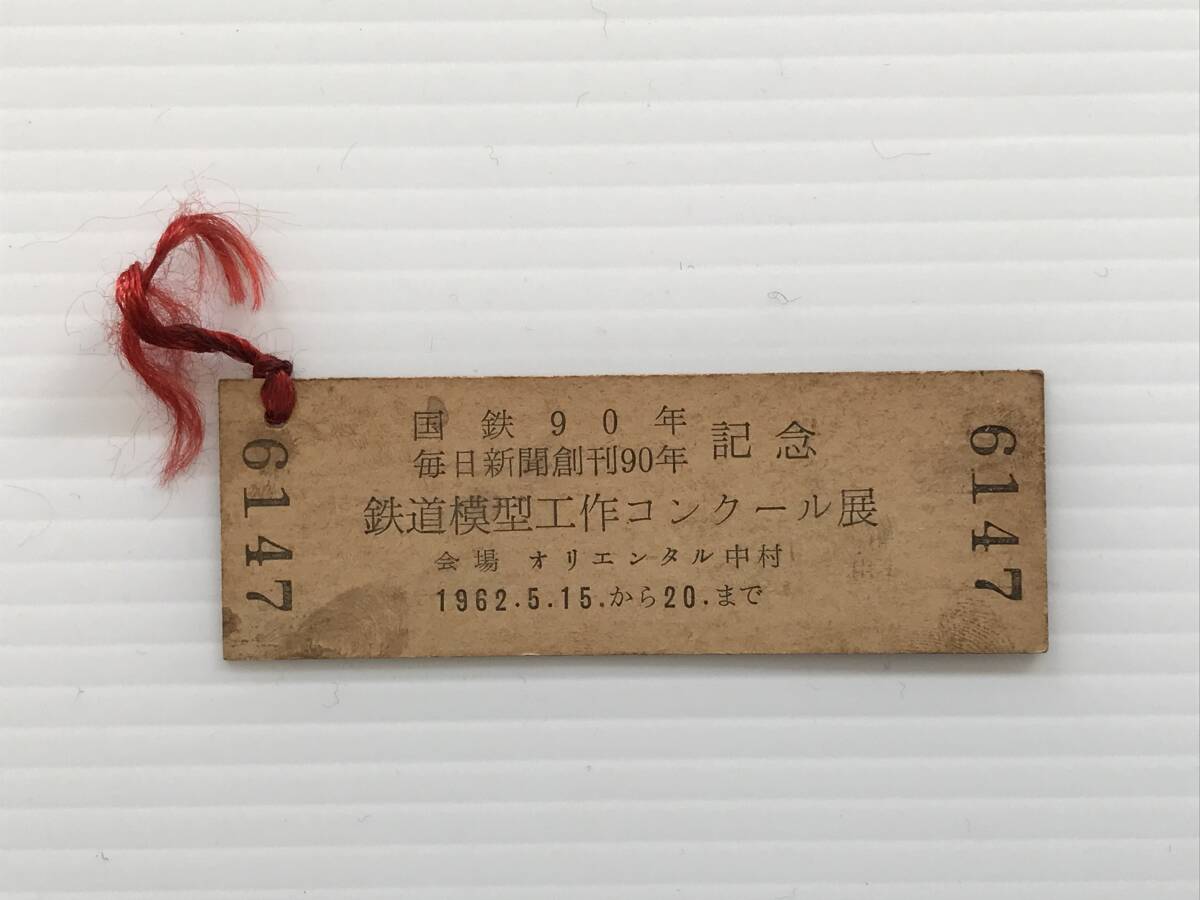 6147
国鉄90年
毎日新聞創刊90年
記念
鉄道模型工作コンクール展
会場 オリエンタル中村
1962.5.15.から20.まで
6147